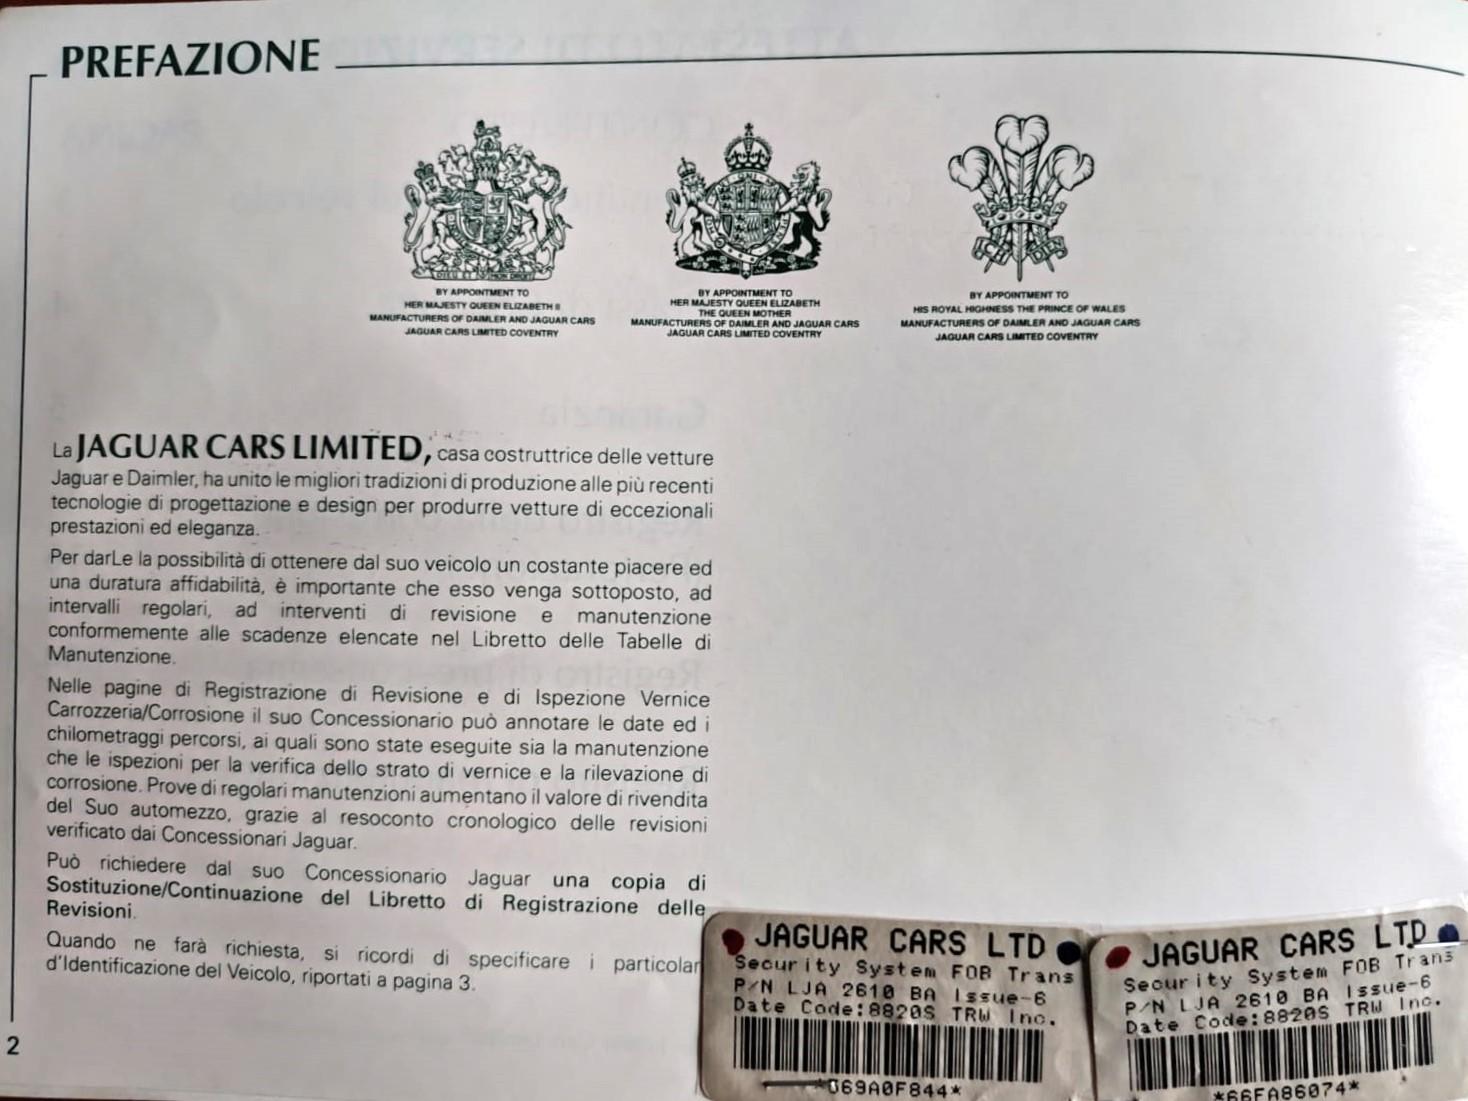 PREFAZIONE
DIEU ET MON DROIT
BY APPOINTMENT TO
HER MAJESTY QUEEN ELIZABETH II
MANUFACTURERS OF DAIMLER AND JAGUAR CARS
JAGUAR CARS LIMITED COVENTRY
BY APPOINTMENT TO
HER MAJESTY QUEEN ELIZABETH
THE QUEEN MOTHER
MANUFACTURERS OF DAIMLER AND JAGUAR CARS
JAGUAR CARS LIMITED COVENTRY
ICH DIEN
BY APPOINTMENT TO
HIS ROYAL HIGHNESS THE PRINCE OF WALES
MANUFACTURERS OF DAIMLER AND JAGUAR CARS
JAGUAR CARS LIMITED COVENTRY
La JAGUAR CARS LIMITED, casa costruttrice delle vetture
Jaguar e Daimler, ha unito le migliori tradizioni di produzione alle più recenti
tecnologie di progettazione e design per produrre vetture di eccezionali
prestazioni ed eleganza.
Per darLe la possibilità di ottenere dal suo veicolo un costante piacere ed
una duratura affidabilità, è importante che esso venga sottoposto, ad
intervalli regolari, ad interventi di revisione e manutenzione
conformemente alle scadenze elencate nel Libretto delle Tabelle di
Manutenzione.
Nelle pagine di Registrazione di Revisione e di Ispezione Vernice
Carrozzeria/Corrosione il suo Concessionario può annotare le date ed i
chilometraggi percorsi, ai quali sono state eseguite sia la manutenzione
che le ispezioni per la verifica dello strato di vernice e la rilevazione di
corrosione. Prove di regolari manutenzioni aumentano il valore di rivendita
del Suo automezzo, grazie al resoconto cronologico delle revisioni
verificato dai Concessionari Jaguar.
Può richiedere dal suo Concessionario Jaguar una copia di
Sostituzione/Continuazione del Libretto di Registrazione delle
Revisioni.
Quando ne farà richiesta, si ricordi di specificare i particolar
d'Identificazione del Veicolo, riportati a pagina 3.
2
JAGUAR CARS LTD
Security System FOB Trans
P/N LJA 2610 BA Issue-6
Date Code:8820S TRW Inc.
*669A0F844*
JAGUAR CARS LTD
Security System FOB Trans
P/N LJA 2610 BA Issue-6
Date Code:8820S TRW Inc.
*66FA86074*